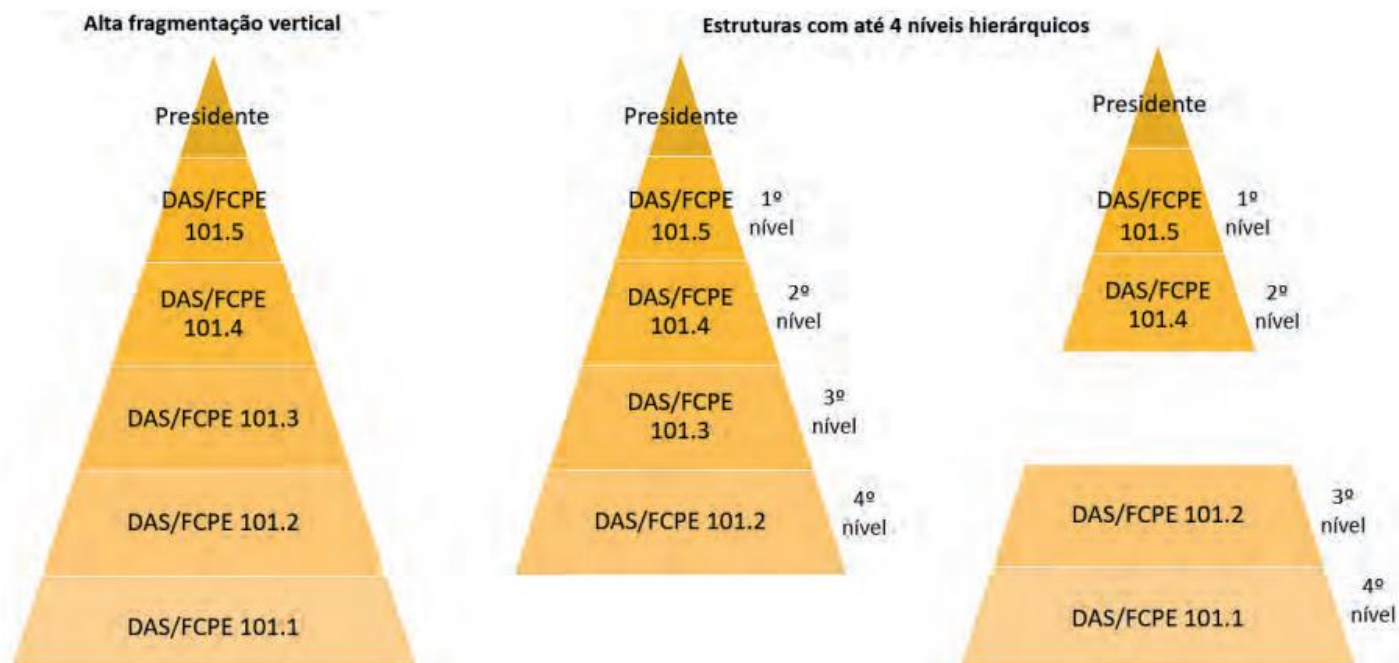 Alta fragmentação vertical
Presidente
DAS/FCPE
101.5
DAS/FCPE
101.4
DAS/FCPE 101.3
DAS/FCPE 101.2
DAS/FCPE 101.1
Estruturas com até 4 níveis hierárquicos
Presidente
DAS/FCPE
101.5
1º
nível
DAS/FCPE
101.4
2º
nível
DAS/FCPE
101.3
3º
nível
DAS/FCPE 101.2
4º
nível
Presidente
DAS/FCPE
101.5
1º
nível
DAS/FCPE
101.4
2º
nível
DAS/FCPE 101.2
3º
nível
DAS/FCPE 101.1
4º
nível